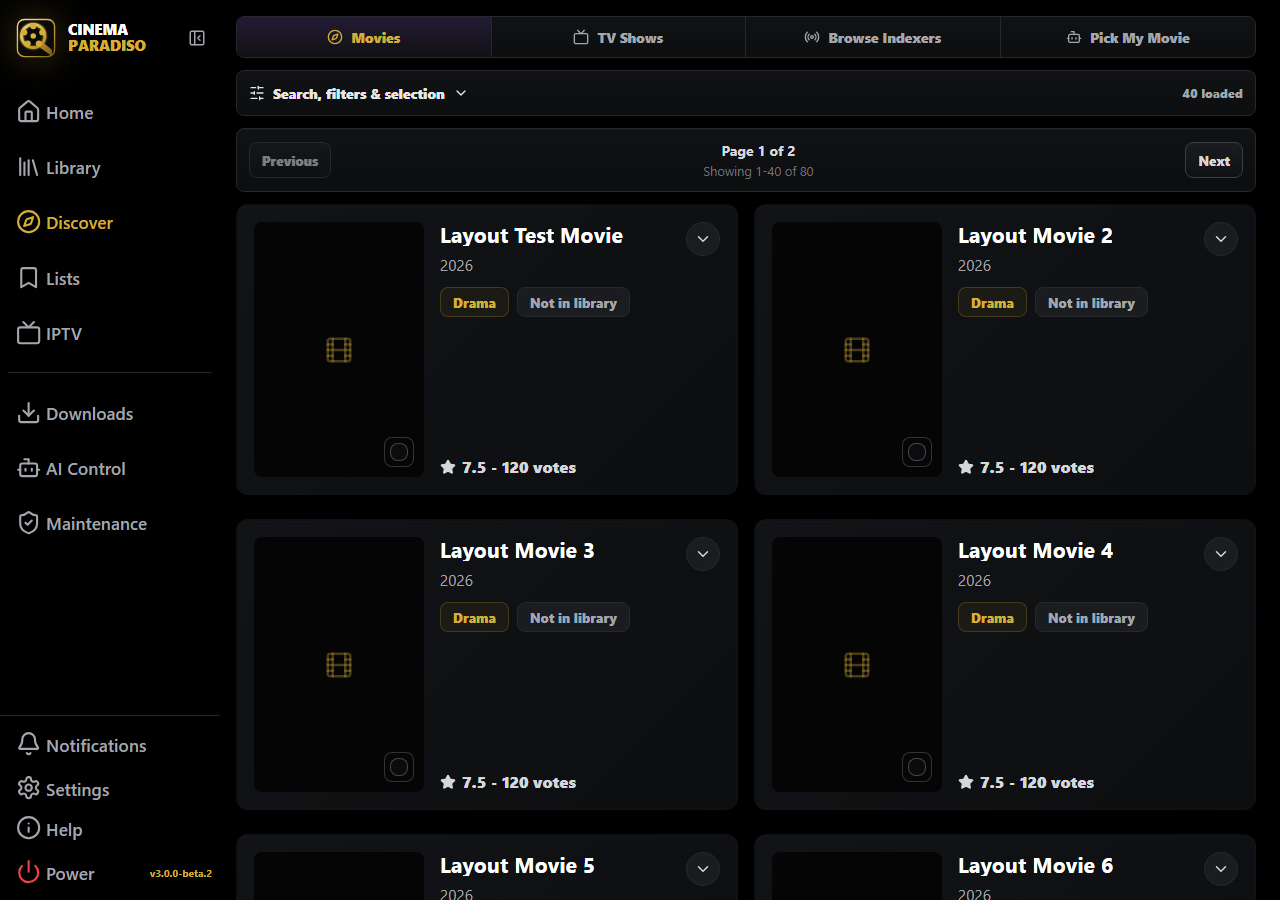 CINEMA
PARADISO
Home
Library
Discover
Lists
IPTV
Downloads
AI Control
Maintenance
Notifications
Settings
Help
Power
v3.0.0-beta.2
Movies
TV Shows
Browse Indexers
Pick My Movie
Search, filters & selection
40 loaded
Previous
Page 1 of 2
Showing 1-40 of 80
Next
Layout Test Movie
2026
Drama
Not in library
7.5 - 120 votes
Layout Movie 2
2026
Drama
Not in library
7.5 - 120 votes
Layout Movie 3
2026
Drama
Not in library
7.5 - 120 votes
Layout Movie 4
2026
Drama
Not in library
7.5 - 120 votes
Layout Movie 5
2026
Layout Movie 6
2026